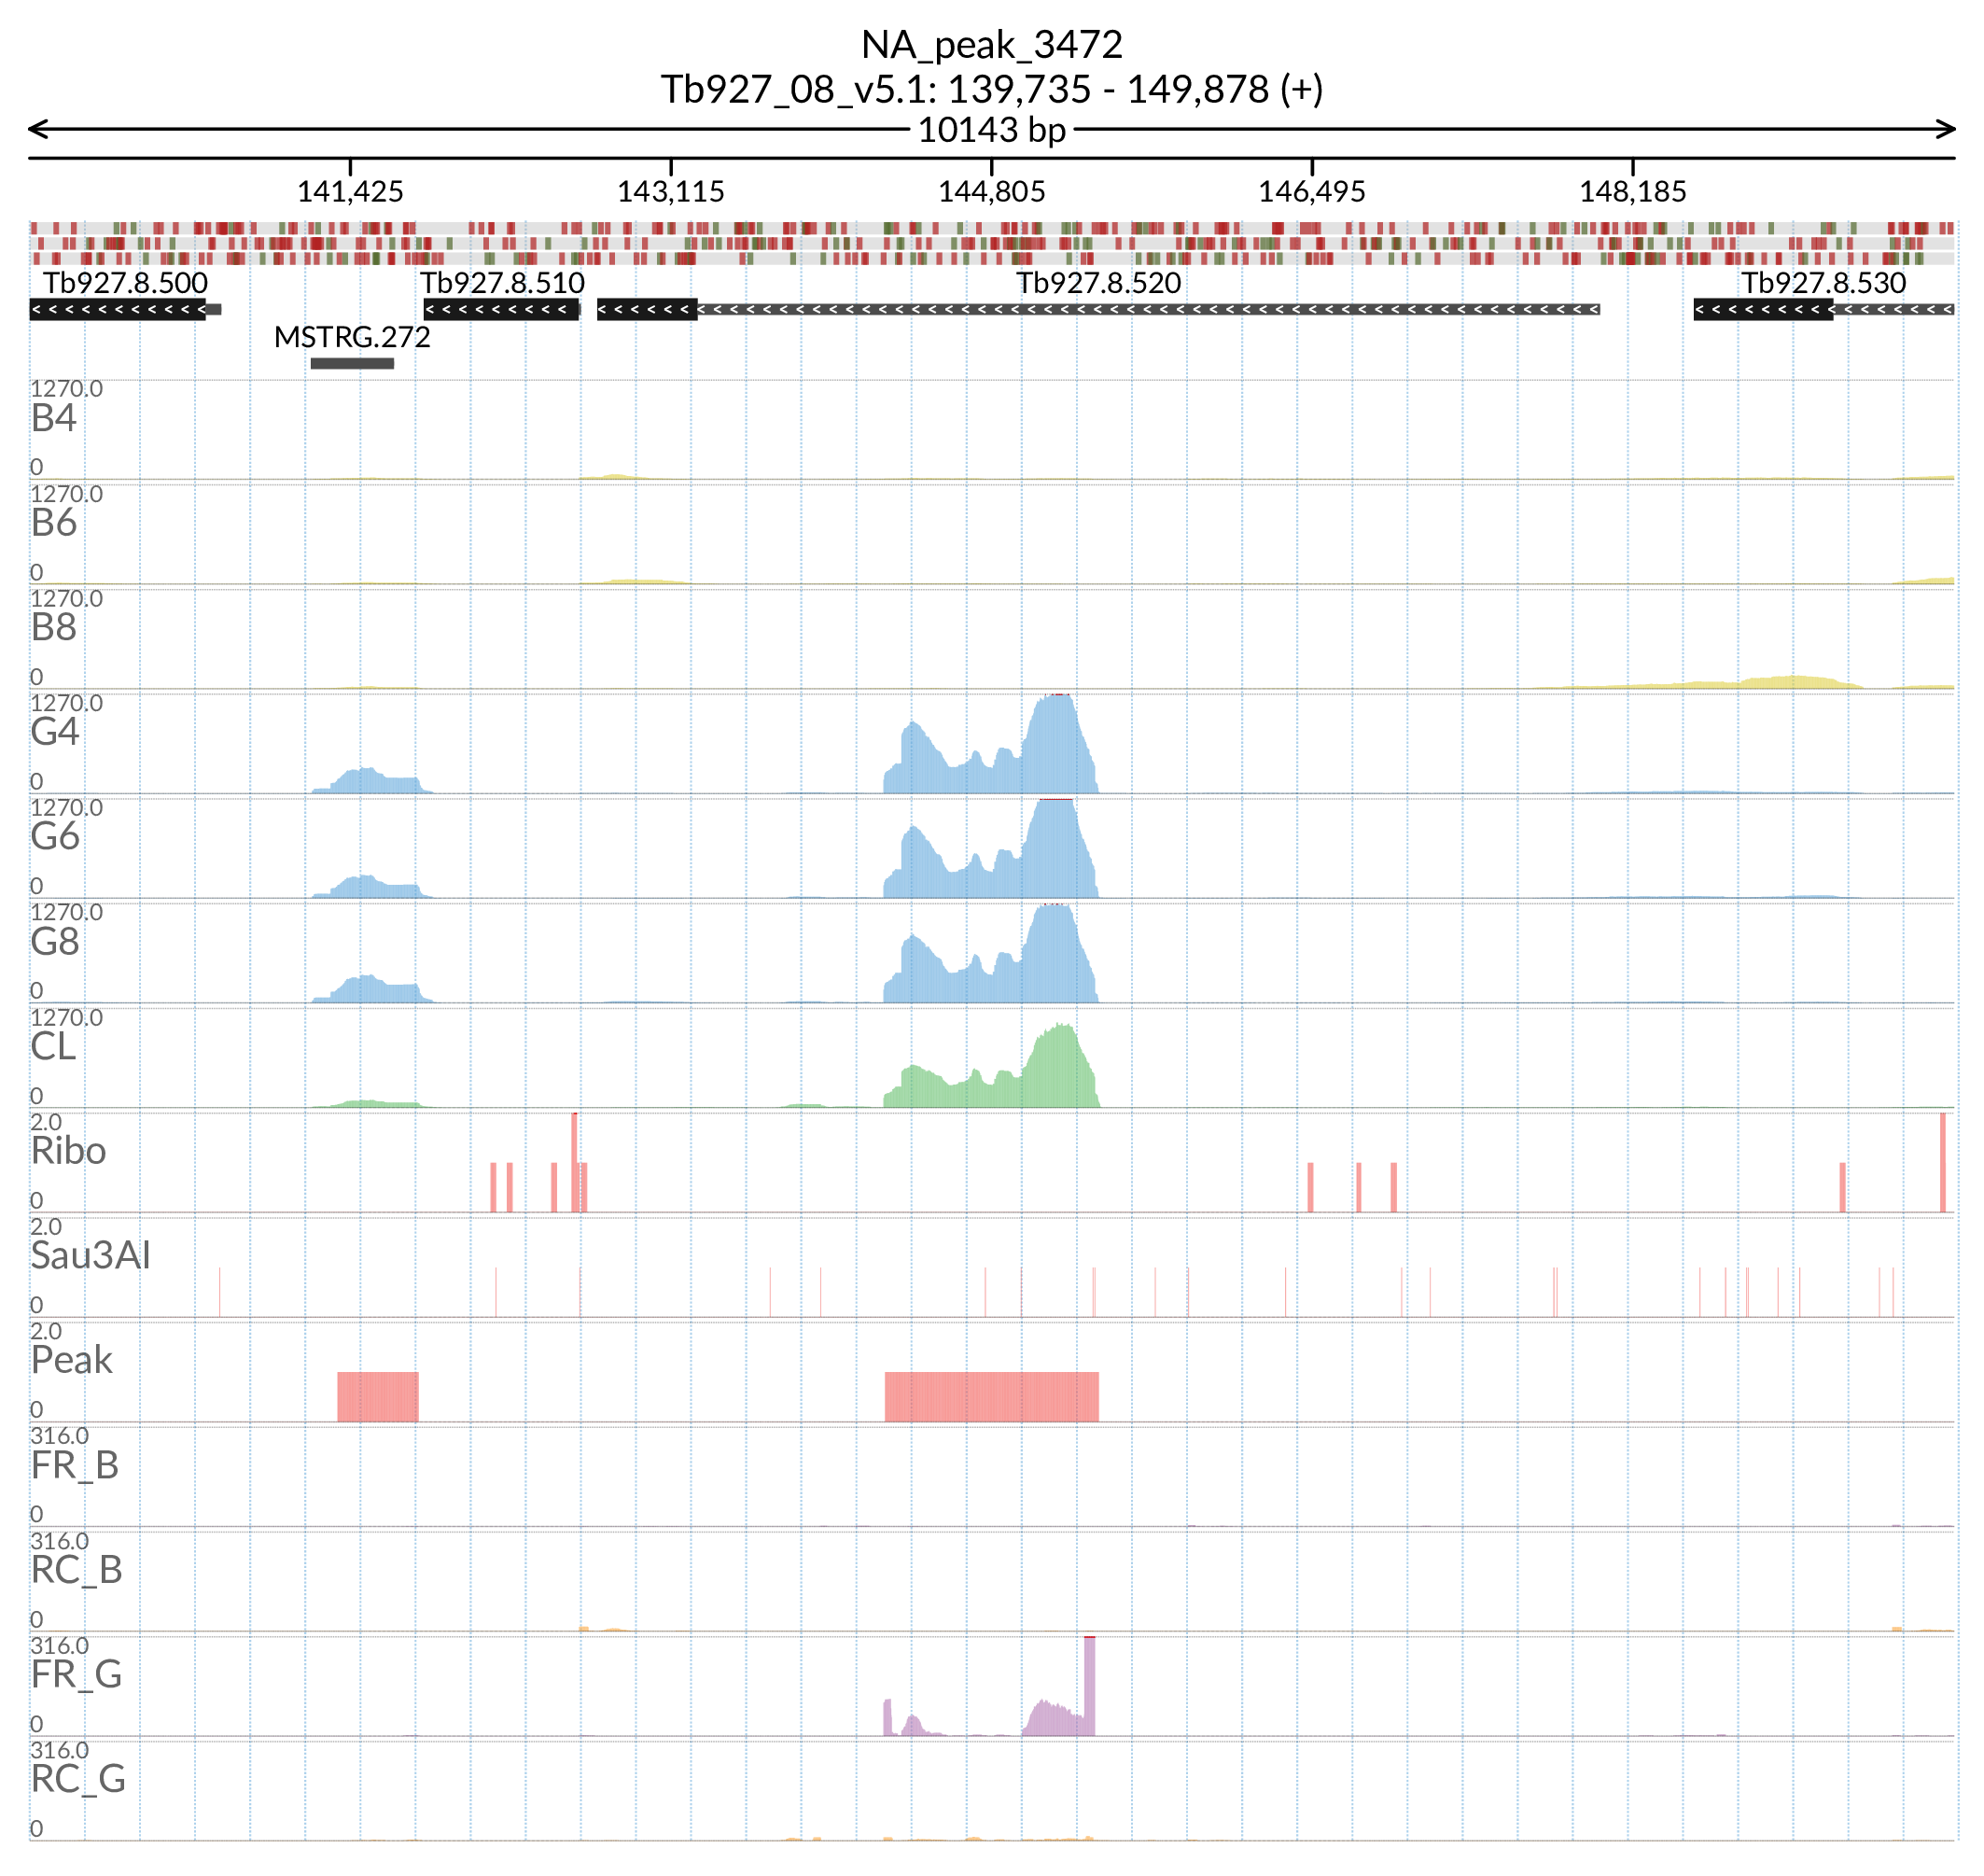 NA_peak_3472
Tb927_08_v5.1: 139,735 - 149,878 (+)
10143 bp
141,425 143,115 144,805 146,495 148,185
Tb927.8.500 Tb927.8.510 Tb927.8.520 Tb927.8.530
MSTRG.272
1270.0
B4
0
1270.0
B6
0
1270.0
B8
0
1270.0
G4
0
1270.0
G6
0
1270.0
G8
0
1270.0
CL
0
2.0
Ribo
0
2.0
Sau3AI
0
2.0
Peak
0
316.0
FR_B
0
316.0
RC_B
0
316.0
FR_G
0
316.0
RC_G
0